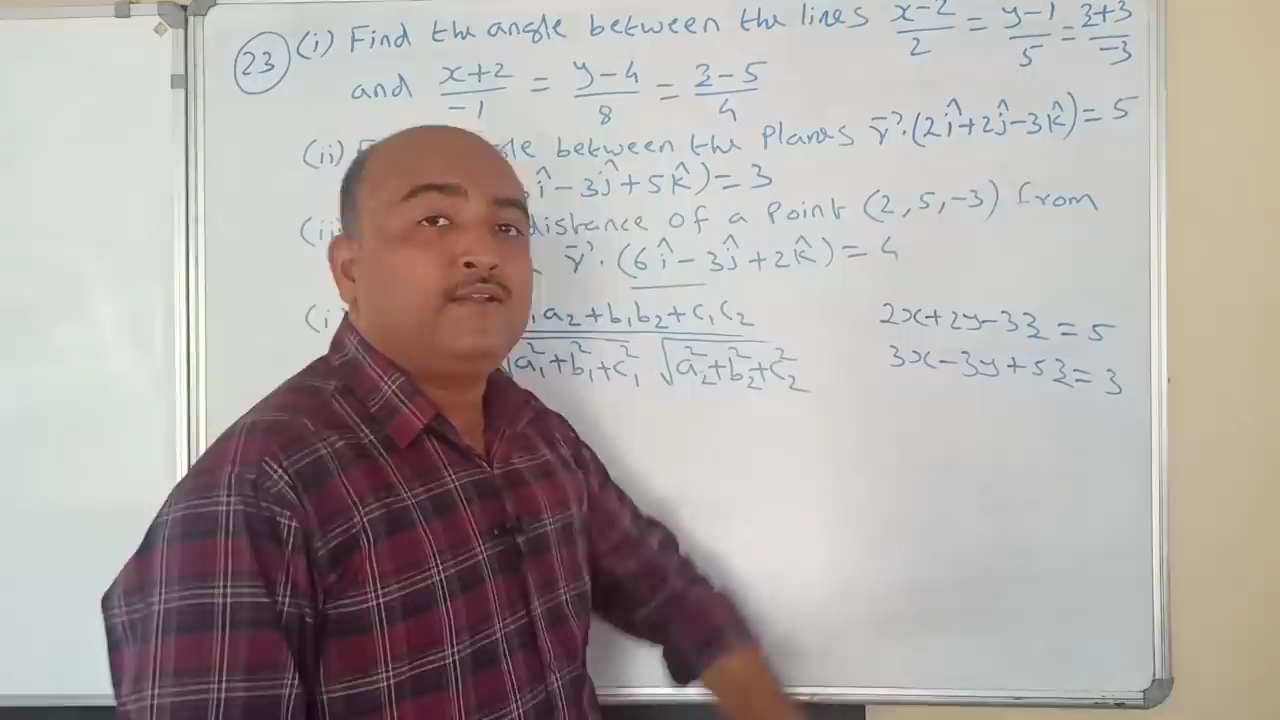 23 (i) Find the angle between the lines x-2/2 = y-1/5 = z+3/-3
and x+2/-1 = y-4/8 = z-5/4
(ii) between the Planes r⃗.(2î+2ĵ-3k̂)=5
î-3ĵ+5k̂)=3
distance of a Point (2,5,-3) from
r⃗.(6î-3ĵ+2k̂)=4
a₂+b₁b₂+c₁c₂
√a₁²+b₁²+c₁² √a₂²+b₂²+c₂²
2x+2y-3z=5
3x-3y+5z=3